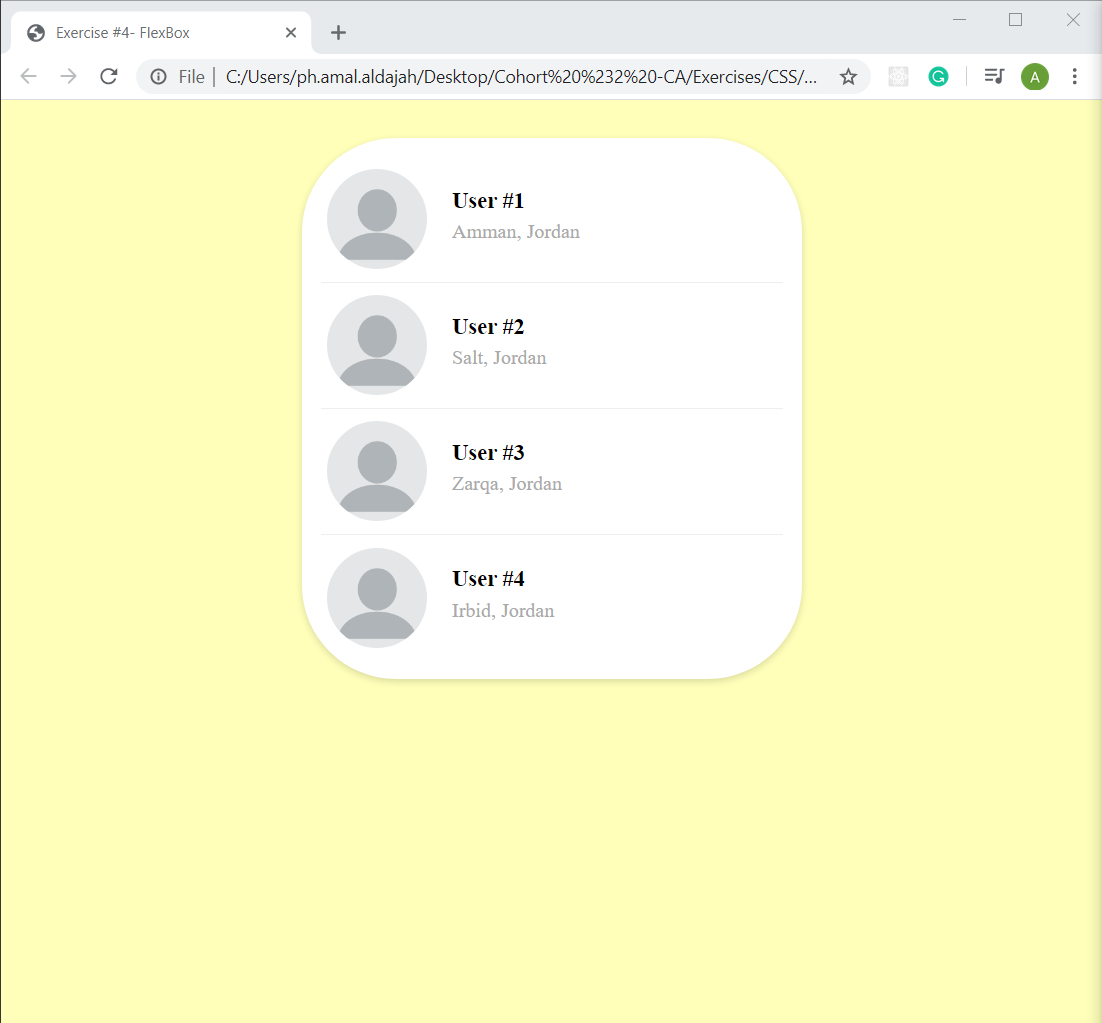 Exercise #4- FlexBox
File | C:/Users/ph.amal.aldajah/Desktop/Cohort%20%232%20-CA/Exercises/CSS/...
A
User #1
Amman, Jordan
User #2
Salt, Jordan
User #3
Zarqa, Jordan
User #4
Irbid, Jordan